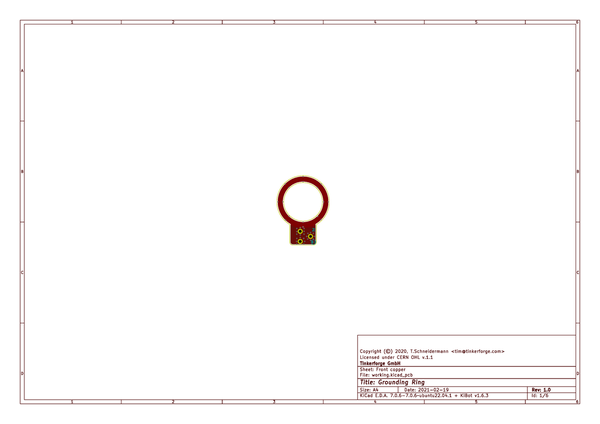 1 2 3 4 5 6
A A
B B
C C
D D
Copyright (©) 2020, T.Schneidermann <tim@tinkerforge.com>
Licensed under CERN OHL v.1.1
Tinkerforge GmbH
Sheet: Front copper
File: working.kicad_pcb
Title: Grounding Ring
Size: A4 Date: 2021-02-19 Rev: 1.0
KiCad E.D.A. 7.0.6-7.0.6~ubuntu22.04.1 + KiBot v1.6.3 Id: 1/6
1 2 3 4 5 6